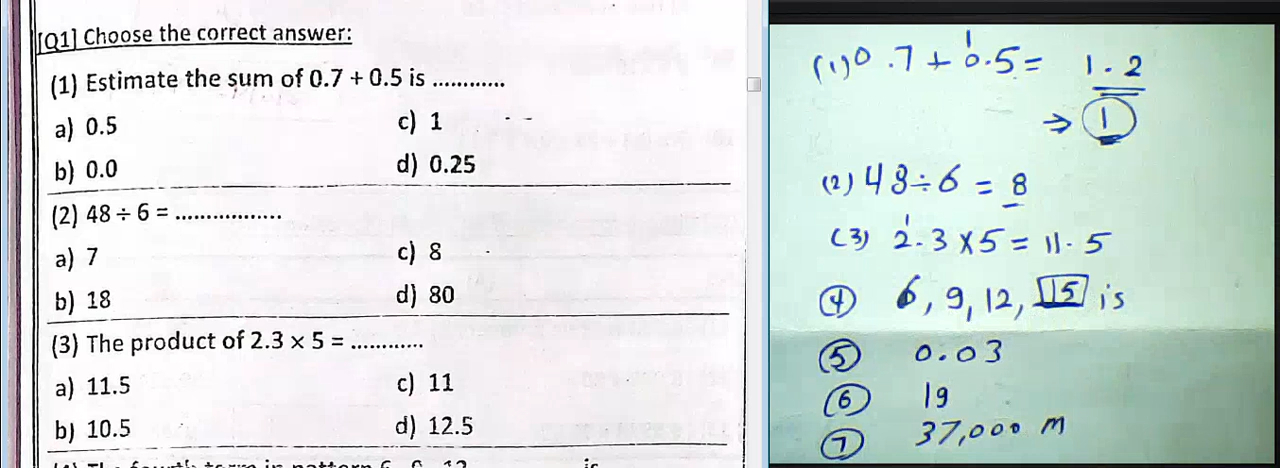 [Q1] Choose the correct answer:
(1) Estimate the sum of 0.7 + 0.5 is ............
a) 0.5
c) 1
b) 0.0
d) 0.25
(2) 48 ÷ 6 = .................
a) 7
c) 8
b) 18
d) 80
(3) The product of 2.3 × 5 = ............
a) 11.5
c) 11
b) 10.5
d) 12.5
(1) 0.7 + 0.5 = 1.2
1
⇒ 1
(2) 48 ÷ 6 = 8
1
(3) 2.3 × 5 = 11.5
(4) 6, 9, 12, 15 is
(5) 0.03
(6) 19
(7) 37,000 m